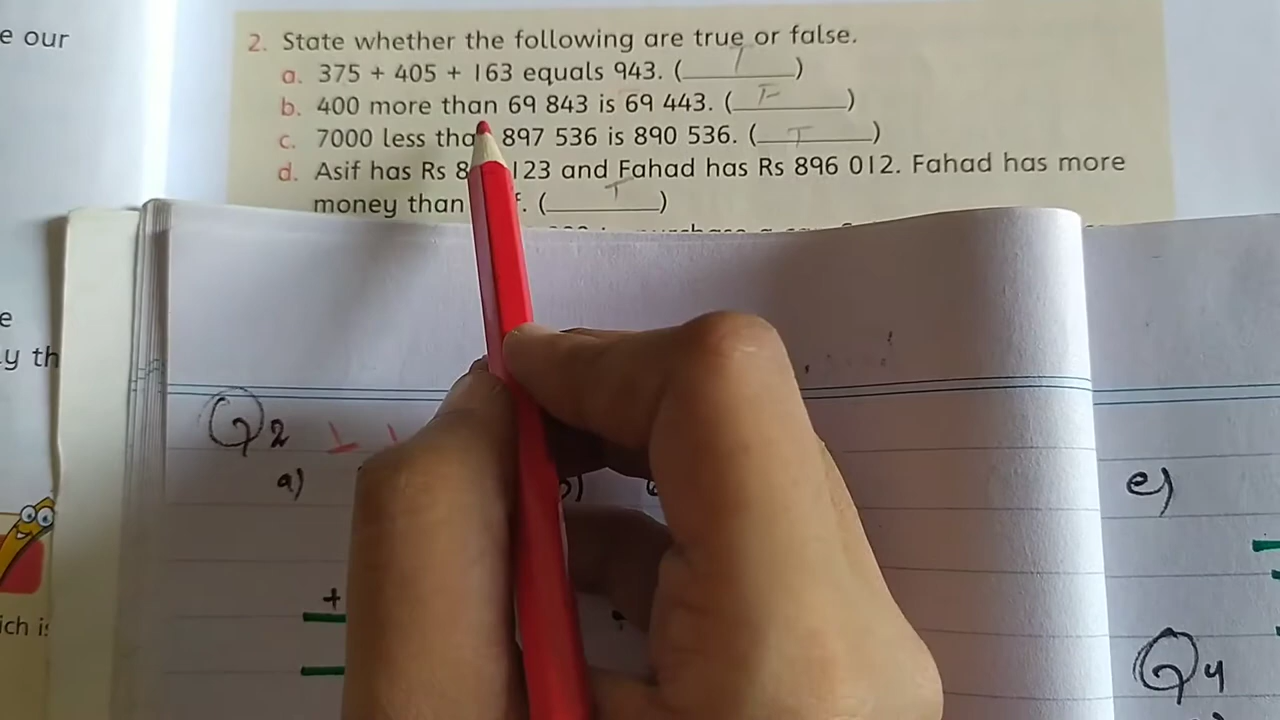 e our
2. State whether the following are true or false.
a. 375 + 405 + 163 equals 943. (T)
b. 400 more than 69 843 is 69 443. (F)
c. 7000 less tha 897 536 is 890 536. (T)
d. Asif has Rs 8 123 and Fahad has Rs 896 012. Fahad has more
money than f. (T)
e
y th
ich is
Q2
a)
b)
+
e)
Q4